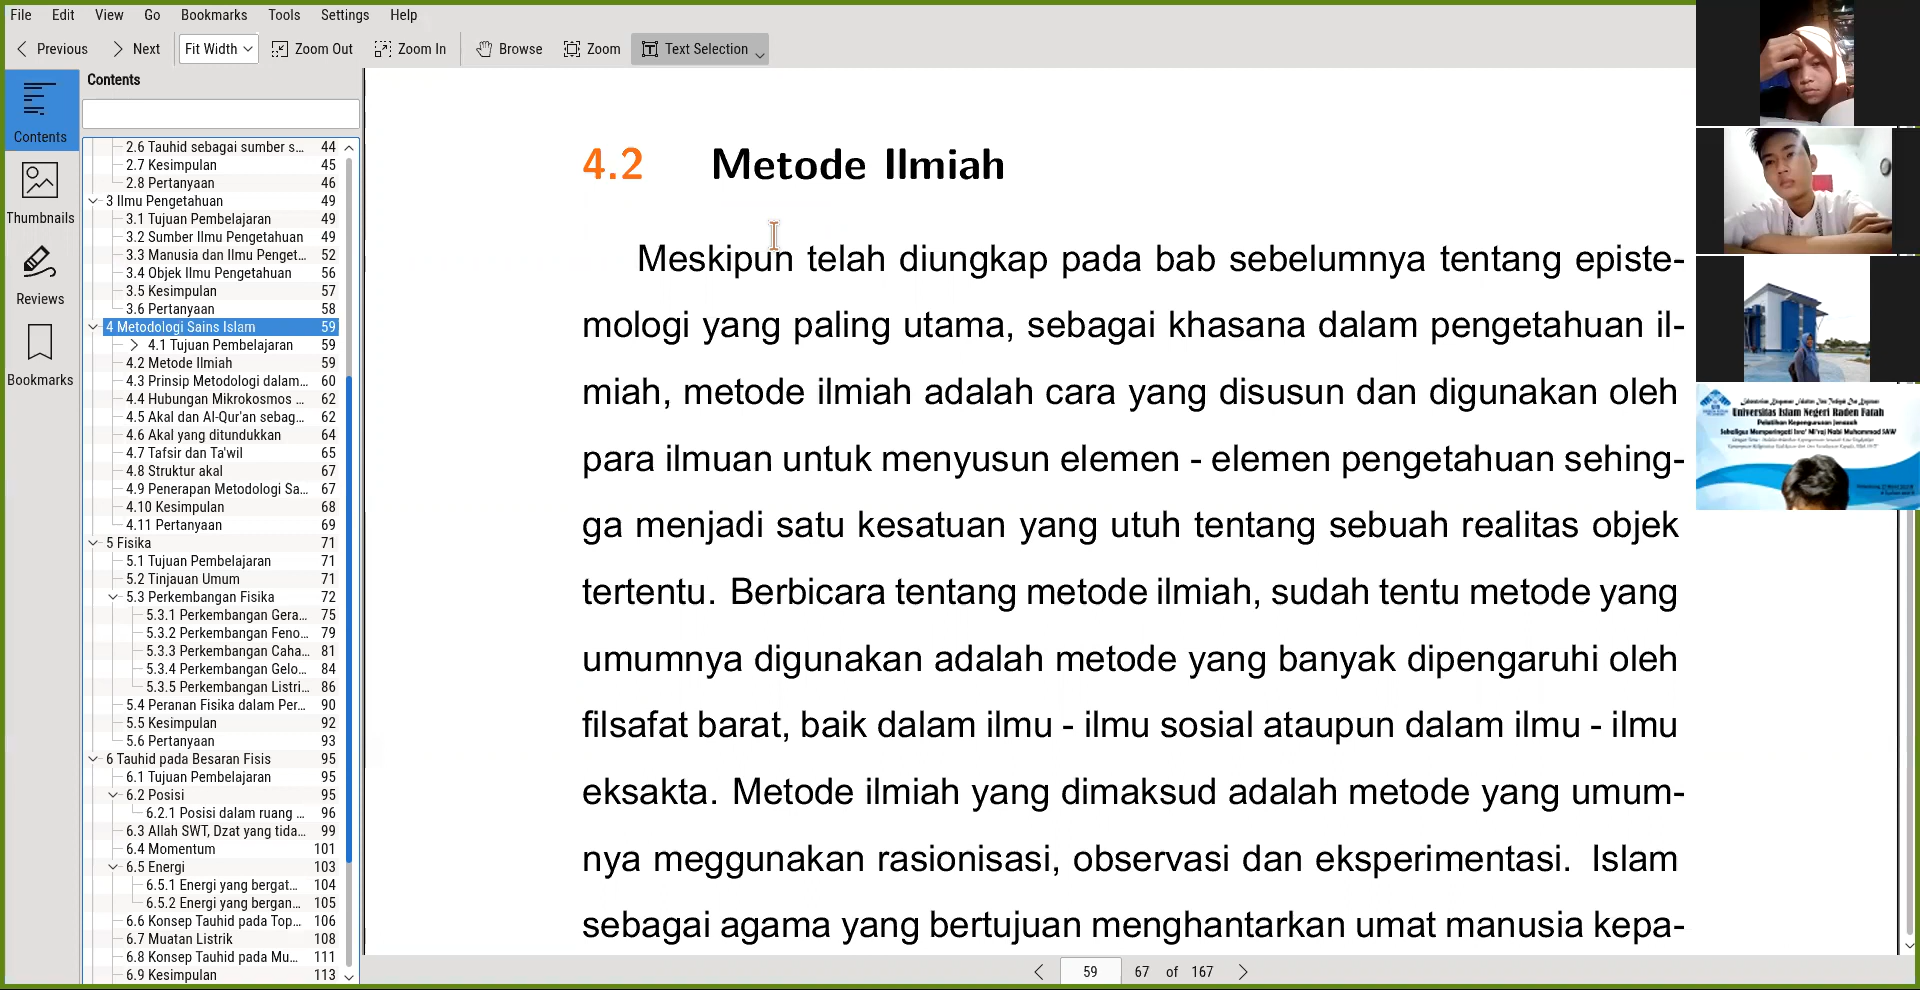 File Edit View Go Bookmarks Tools Settings Help
Previous Next Fit Width Zoom Out Zoom In Browse Zoom Text Selection
Contents
Contents
Thumbnails
Reviews
Bookmarks
2.6 Tauhid sebagai sumber s... 44
2.7 Kesimpulan 45
2.8 Pertanyaan 46
3 Ilmu Pengetahuan 49
3.1 Tujuan Pembelajaran 49
3.2 Sumber Ilmu Pengetahuan 49
3.3 Manusia dan Ilmu Penget... 52
3.4 Objek Ilmu Pengetahuan 56
3.5 Kesimpulan 57
3.6 Pertanyaan 58
4 Metodologi Sains Islam 59
4.1 Tujuan Pembelajaran 59
4.2 Metode Ilmiah 59
4.3 Prinsip Metodologi dalam... 60
4.4 Hubungan Mikrokosmos ... 62
4.5 Akal dan Al-Qur'an sebag... 62
4.6 Akal yang ditundukkan 64
4.7 Tafsir dan Ta'wil 65
4.8 Struktur akal 67
4.9 Penerapan Metodologi Sa... 67
4.10 Kesimpulan 68
4.11 Pertanyaan 69
5 Fisika 71
5.1 Tujuan Pembelajaran 71
5.2 Tinjauan Umum 71
5.3 Perkembangan Fisika 72
5.3.1 Perkembangan Gera... 75
5.3.2 Perkembangan Feno... 79
5.3.3 Perkembangan Caha... 81
5.3.4 Perkembangan Gelo... 84
5.3.5 Perkembangan Listri... 86
5.4 Peranan Fisika dalam Per... 90
5.5 Kesimpulan 92
5.6 Pertanyaan 93
6 Tauhid pada Besaran Fisis 95
6.1 Tujuan Pembelajaran 95
6.2 Posisi 95
6.2.1 Posisi dalam ruang ... 96
6.3 Allah SWT, Dzat yang tida... 99
6.4 Momentum 101
6.5 Energi 103
6.5.1 Energi yang bergat... 104
6.5.2 Energi yang bergan... 105
6.6 Konsep Tauhid pada Top... 106
6.7 Muatan Listrik 108
6.8 Konsep Tauhid pada Mu... 111
6.9 Kesimpulan 113
4.2 Metode Ilmiah
Meskipun telah diungkap pada bab sebelumnya tentang episte-
mologi yang paling utama, sebagai khasana dalam pengetahuan il-
miah, metode ilmiah adalah cara yang disusun dan digunakan oleh
para ilmuan untuk menyusun elemen - elemen pengetahuan sehing-
ga menjadi satu kesatuan yang utuh tentang sebuah realitas objek
tertentu. Berbicara tentang metode ilmiah, sudah tentu metode yang
umumnya digunakan adalah metode yang banyak dipengaruhi oleh
filsafat barat, baik dalam ilmu - ilmu sosial ataupun dalam ilmu - ilmu
eksakta. Metode ilmiah yang dimaksud adalah metode yang umum-
nya meggunakan rasionisasi, observasi dan eksperimentasi. Islam
sebagai agama yang bertujuan menghantarkan umat manusia kepa-
59 67 of 167
Universitas Islam Negeri Raden Fatah
Pelatihan Kepengurusan Jenazah
Sekaligus Memperingati Isra' Mi'raj Nabi Muhammad SAW